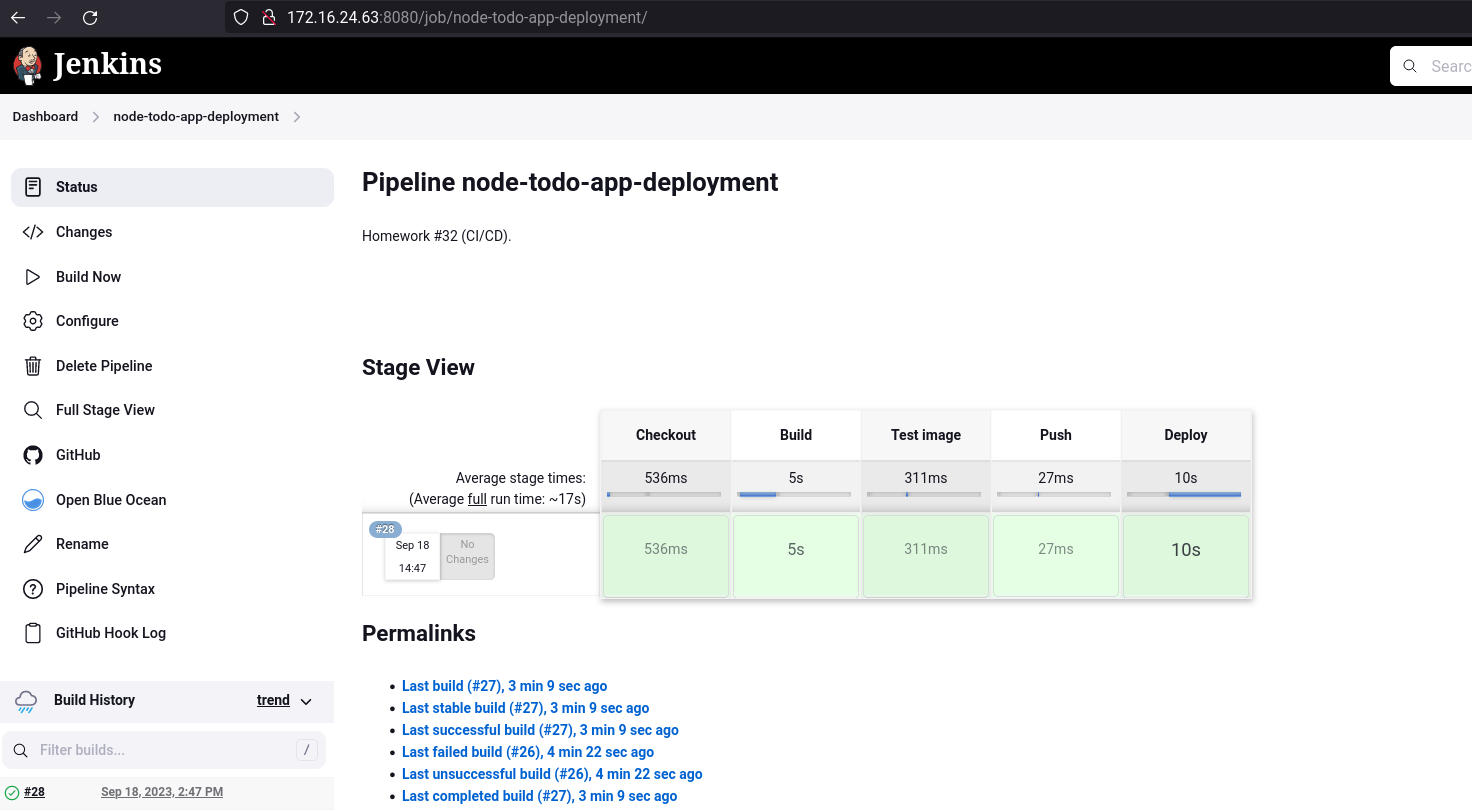 172.16.24.63:8080/job/node-todo-app-deployment/
Jenkins
Searc
Dashboard
node-todo-app-deployment
Status
Changes
Build Now
Configure
Delete Pipeline
Full Stage View
GitHub
Open Blue Ocean
Rename
Pipeline Syntax
GitHub Hook Log
Build History
trend
Filter builds...
/
#28
Sep 18, 2023, 2:47 PM
Pipeline node-todo-app-deployment
Homework #32 (CI/CD).
Stage View
Checkout Build Test image Push Deploy
Average stage times:
(Average full run time: ~17s)
536ms 5s 311ms 27ms 10s
#28
Sep 18
14:47
No
Changes
536ms 5s 311ms 27ms 10s
Permalinks
Last build (#27), 3 min 9 sec ago
Last stable build (#27), 3 min 9 sec ago
Last successful build (#27), 3 min 9 sec ago
Last failed build (#26), 4 min 22 sec ago
Last unsuccessful build (#26), 4 min 22 sec ago
Last completed build (#27), 3 min 9 sec ago